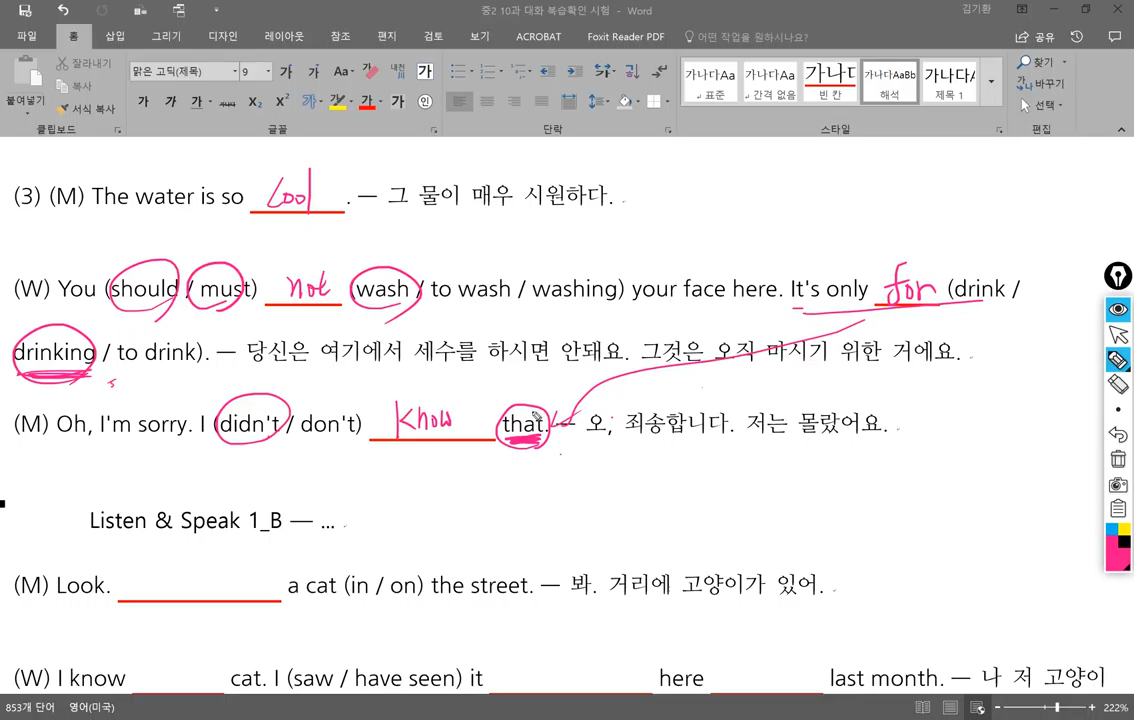 중2 10과 대화 복습확인 시험 - Word
김기환
파일 홈 삽입 그리기 디자인 레이아웃 참조 편지 검토 보기 ACROBAT Foxit Reader PDF 어떤 작업을 원하시나요? 공유
붙여넣기 잘라내기 복사 서식 복사
맑은 고딕(제목) 9
가나다Aa 표준 가나다Aa 간격 없음 가나다 빈 칸 가나다AaBb 해석 가나다A 제목 1
찾기 바꾸기 선택
클립보드 글꼴 단락 스타일 편집
(3) (M) The water is so cool . — 그 물이 매우 시원하다.
(W) You (should / must) not (wash / to wash / washing) your face here. It's only for (drink /
drinking / to drink). — 당신은 여기에서 세수를 하시면 안돼요. 그것은 오직 마시기 위한 거에요.
(M) Oh, I'm sorry. I (didn't / don't) know that. — 오, 죄송합니다. 저는 몰랐어요.
Listen & Speak 1_B — ...
(M) Look. a cat (in / on) the street. — 봐. 거리에 고양이가 있어.
(W) I know cat. I (saw / have seen) it here last month. — 나 저 고양이
853개 단어 영어(미국) 222%